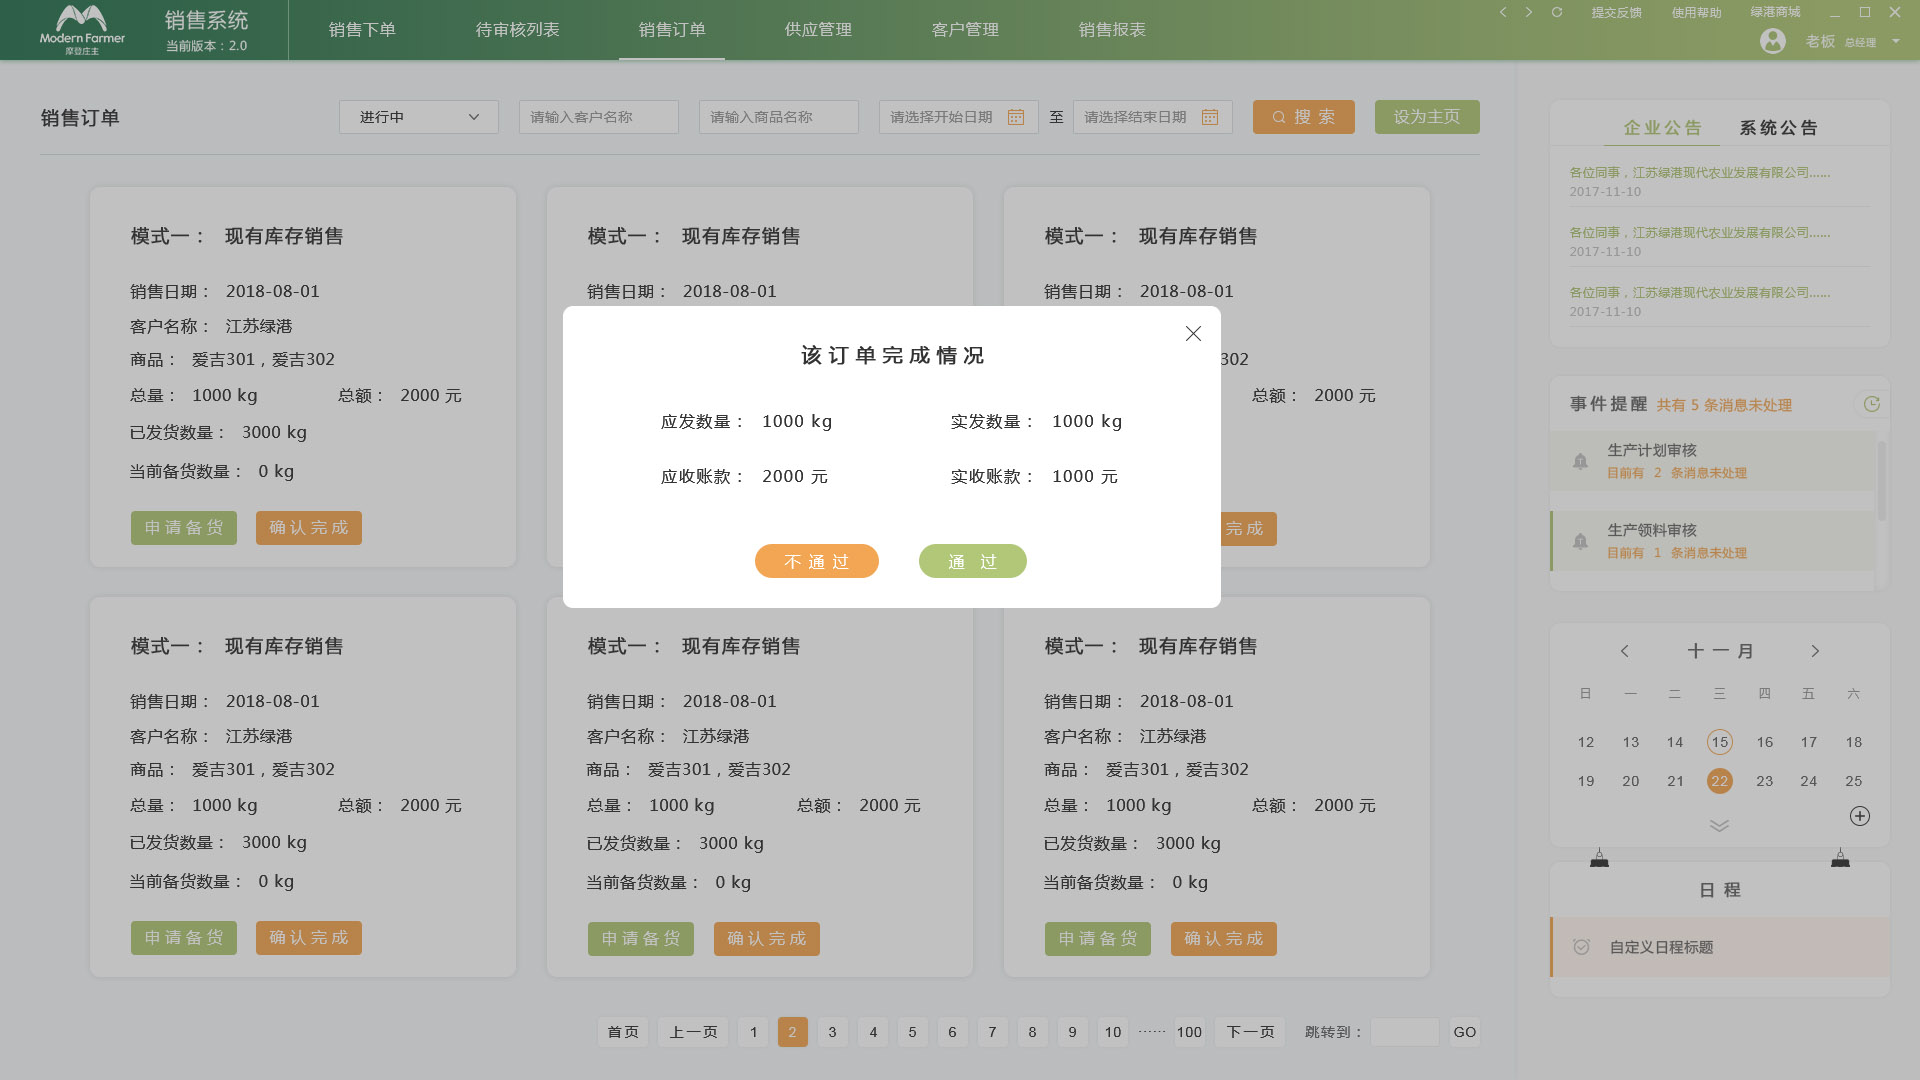 Modern Farmer
摩登庄主
销售系统
当前版本：2.0
销售下单
待审核列表
销售订单
供应管理
客户管理
销售报表
提交反馈
使用帮助
绿港商城
老板 总经理
销售订单
进行中
请输入客户名称
请输入商品名称
请选择开始日期
至
请选择结束日期
搜 索
设为主页
模式一： 现有库存销售
销售日期： 2018-08-01
客户名称： 江苏绿港
商品： 爱吉301，爱吉302
总量： 1000 kg 总额： 2000 元
已发货数量： 3000 kg
当前备货数量： 0 kg
申请备货 确认完成
模式一： 现有库存销售
销售日期： 2018-08-01
模式一： 现有库存销售
销售日期： 2018-08-01
302
总额： 2000 元
完成
该订单完成情况
应发数量： 1000 kg 实发数量： 1000 kg
应收账款： 2000 元 实收账款： 1000 元
不通过 通 过
模式一： 现有库存销售
销售日期： 2018-08-01
客户名称： 江苏绿港
商品： 爱吉301，爱吉302
总量： 1000 kg 总额： 2000 元
已发货数量： 3000 kg
当前备货数量： 0 kg
申请备货 确认完成
模式一： 现有库存销售
销售日期： 2018-08-01
客户名称： 江苏绿港
商品： 爱吉301，爱吉302
总量： 1000 kg 总额： 2000 元
已发货数量： 3000 kg
当前备货数量： 0 kg
申请备货 确认完成
模式一： 现有库存销售
销售日期： 2018-08-01
客户名称： 江苏绿港
商品： 爱吉301，爱吉302
总量： 1000 kg 总额： 2000 元
已发货数量： 3000 kg
当前备货数量： 0 kg
申请备货 确认完成
首页 上一页 1 2 3 4 5 6 7 8 9 10 ······ 100 下一页 跳转到： GO
企业公告 系统公告
各位同事，江苏绿港现代农业发展有限公司......
2017-11-10
各位同事，江苏绿港现代农业发展有限公司......
2017-11-10
各位同事，江苏绿港现代农业发展有限公司......
2017-11-10
事件提醒 共有 5 条消息未处理
生产计划审核
目前有 2 条消息未处理
生产领料审核
目前有 1 条消息未处理
十一月
日 一 二 三 四 五 六
12 13 14 15 16 17 18
19 20 21 22 23 24 25
日 程
自定义日程标题